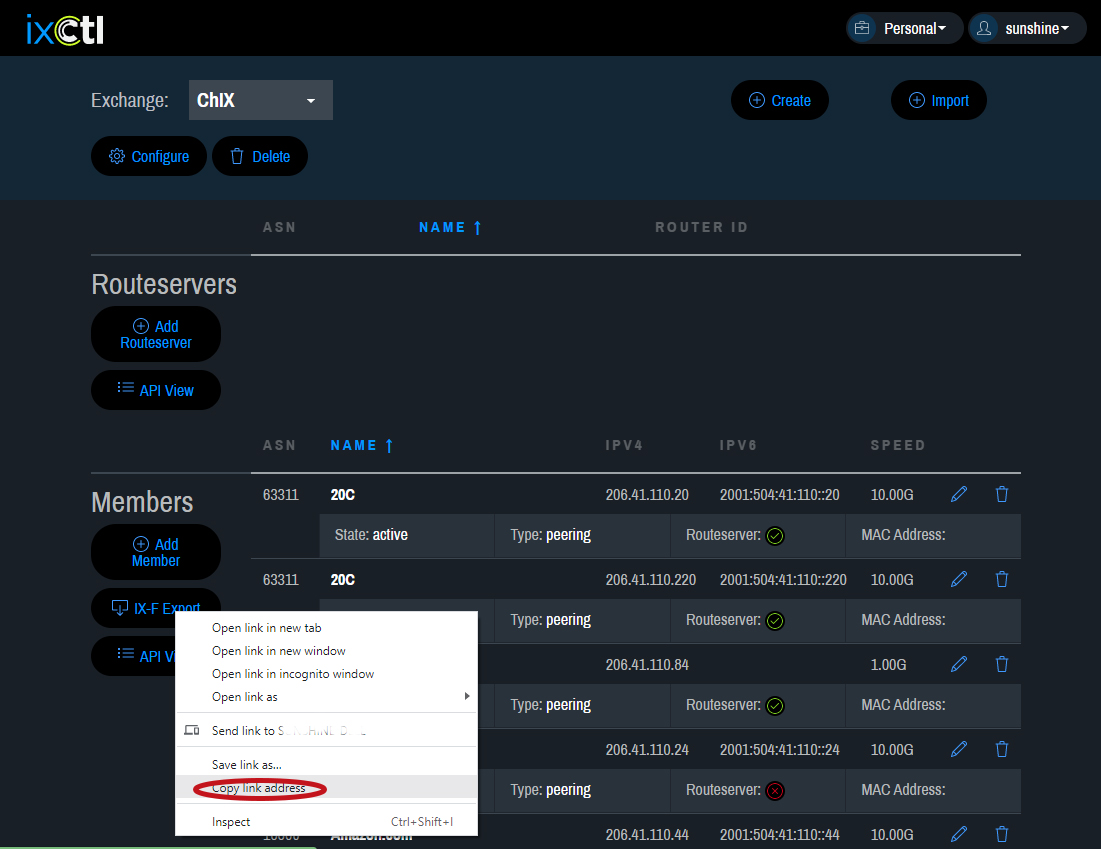 ixctl
Personal
sunshine
Exchange:
ChIX
Create
Import
Configure
Delete
ASN NAME ↑ ROUTER ID
Routeservers
Add
Routeserver
API View
ASN NAME ↑ IPV4 IPV6 SPEED
Members
Add
Member
IX-F Export
API
63311 20C 206.41.110.20 2001:504:41:110::20 10.00G
State: active Type: peering Routeserver: MAC Address:
63311 20C 206.41.110.220 2001:504:41:110::220 10.00G
Type: peering Routeserver: MAC Address:
206.41.110.84 1.00G
Type: peering Routeserver: MAC Address:
206.41.110.24 2001:504:41:110::24 10.00G
Type: peering Routeserver: MAC Address:
Amazon.com 206.41.110.44 2001:504:41:110::44 10.00G
Open link in new tab
Open link in new window
Open link in incognito window
Open link as
Send link to
Save link as...
Copy link address
Inspect Ctrl+Shift+I